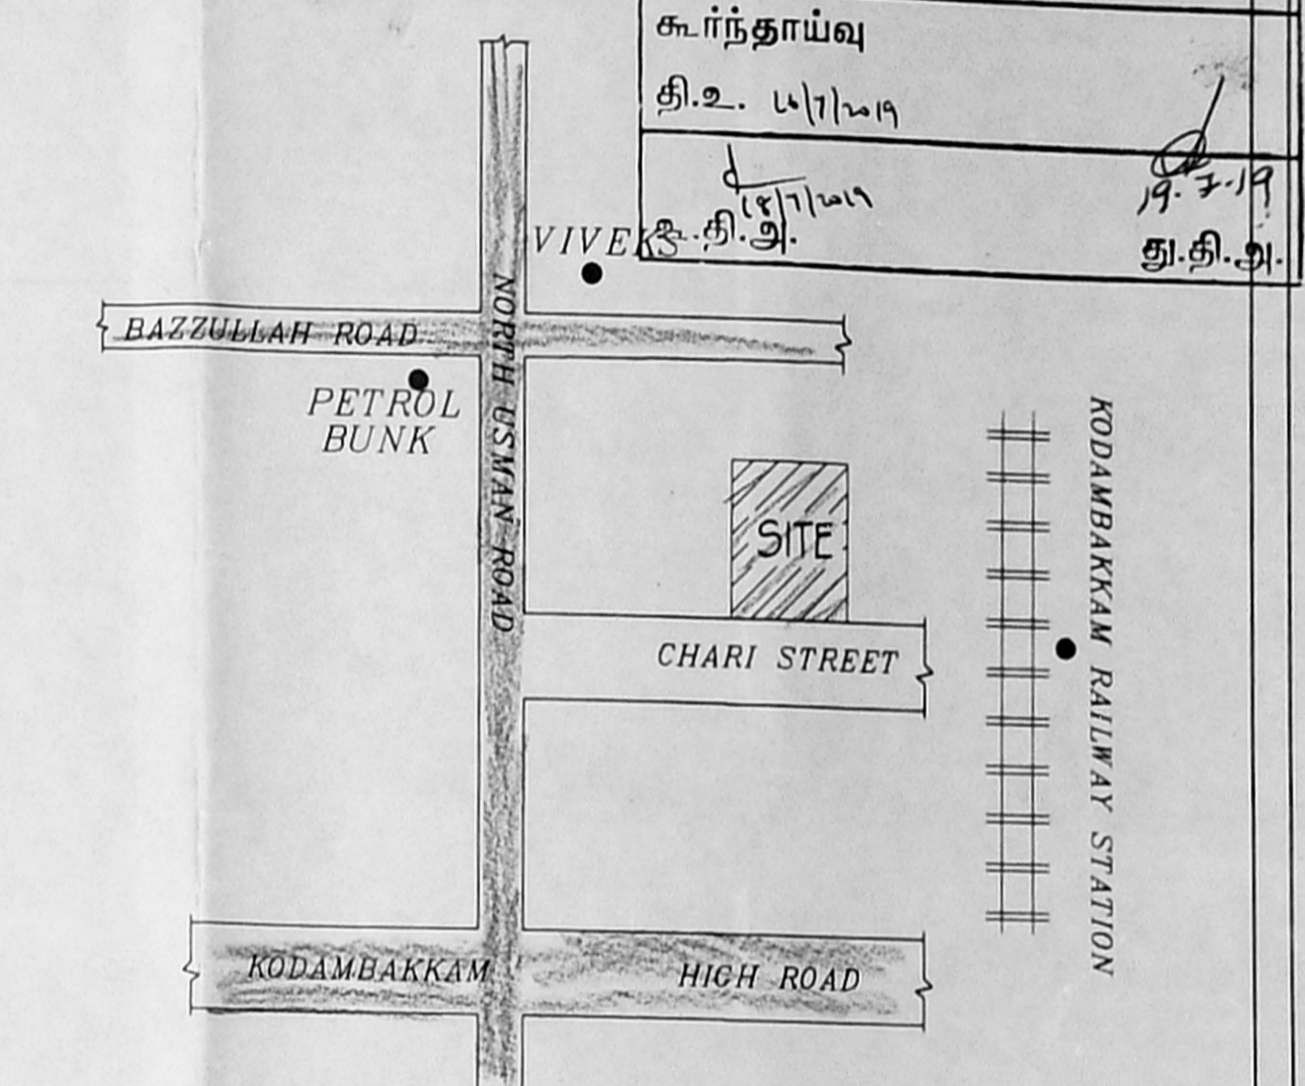 கூர்ந்தாய்வு
தி.உ. 16/7/2019
18/7/2019
19.7.19
உ.தி.அ.
து.தி.அ.
VIVEKS
BAZZULLAH ROAD
PETROL
BUNK
NORTH USMAN ROAD
SITE
CHARI STREET
KODAMBAKKAM RAILWAY STATION
KODAMBAKKAM HIGH ROAD